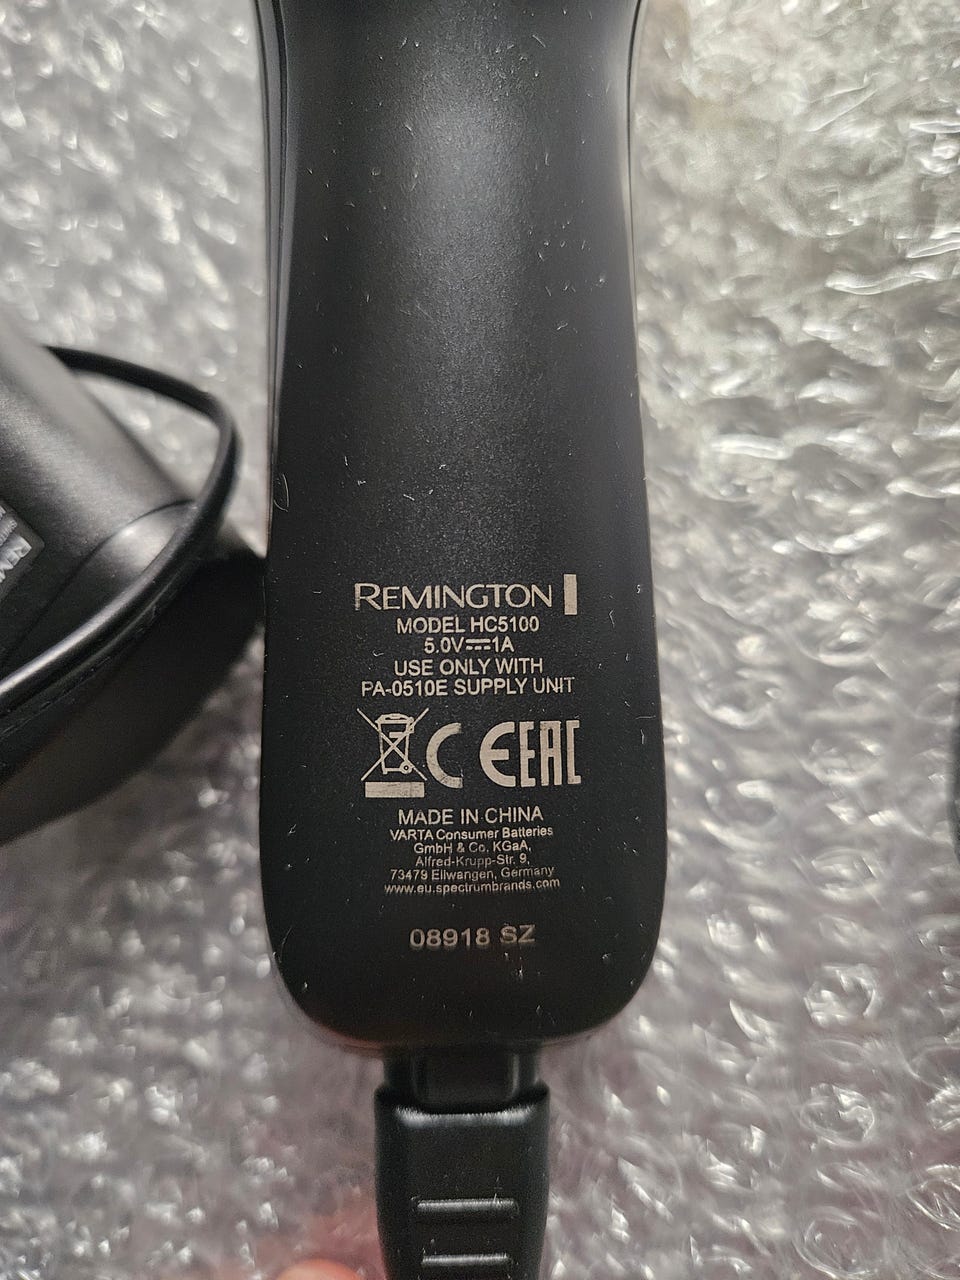 REMINGTON
MODEL HC5100
5.0V⎓1A
USE ONLY WITH
PA-0510E SUPPLY UNIT
CE EAC
MADE IN CHINA
VARTA Consumer Batteries
GmbH & Co. KGaA,
Alfred-Krupp-Str. 9,
73479 Ellwangen, Germany
www.eu.spectrumbrands.com
08918 SZ